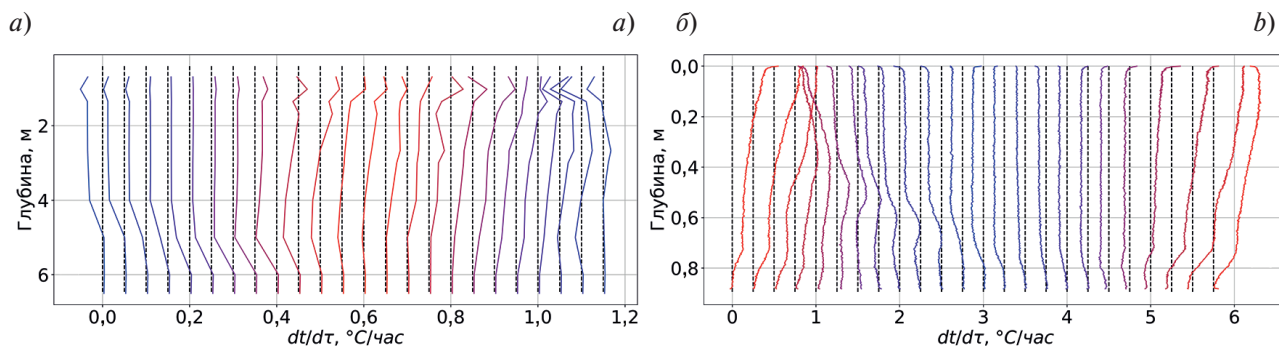 а) а) б) b)
Глубина, м
2
4
6
0,0 0,2 0,4 0,6 0,8 1,0 1,2
dt/dτ, °С/час
Глубина, м
0,0
0,2
0,4
0,6
0,8
0 1 2 3 4 5 6
dt/dτ, °С/час